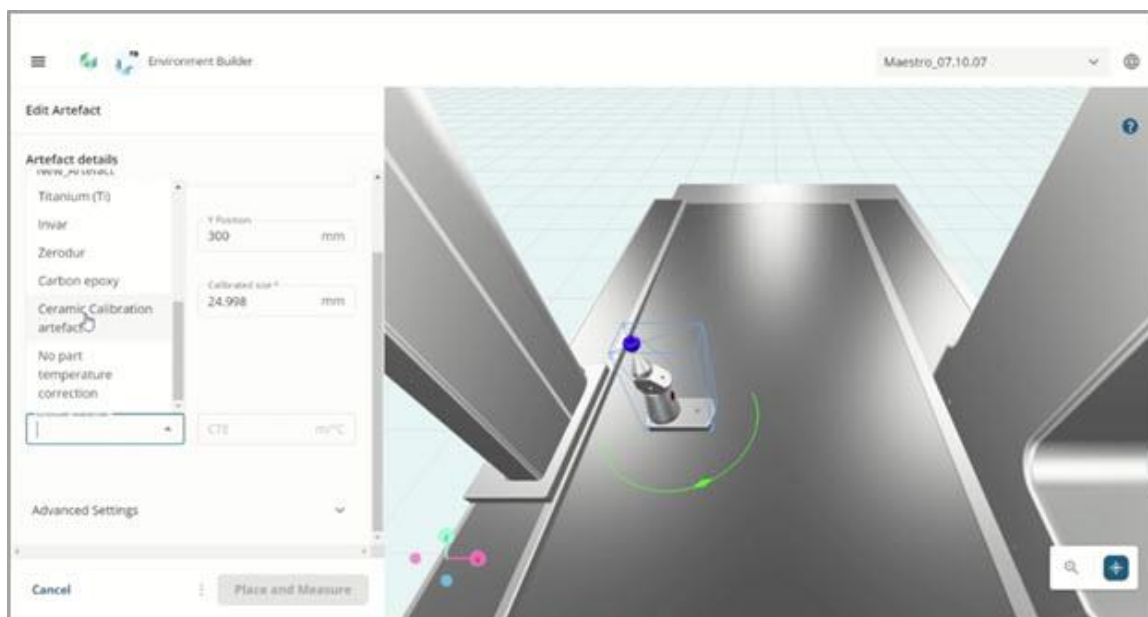 Environment Builder
Maestro_07.10.07
Edit Artefact
Artefact details
New_Artefact
Titanium (Ti)
Invar
Y Position
300 mm
Zerodur
Carbon epoxy
Calibrated size *
24.998 mm
Ceramic Calibration
artefact
No part
temperature
correction
CTE
Advanced Settings
Cancel
Place and Measure
?